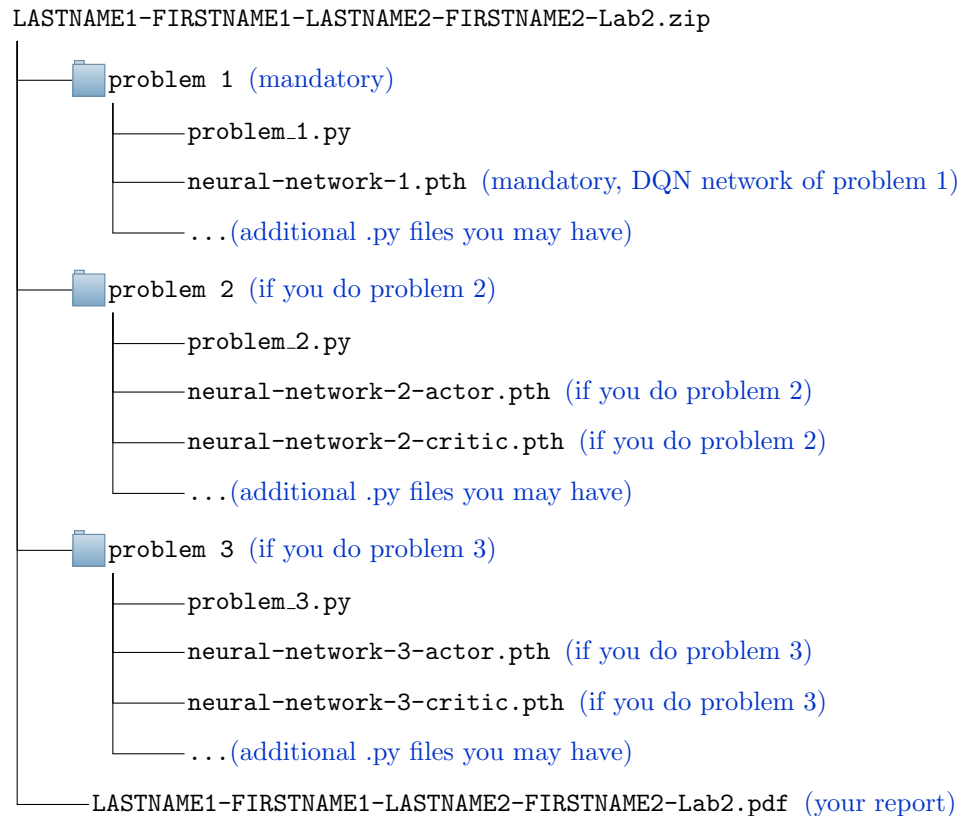 LASTNAME1-FIRSTNAME1-LASTNAME2-FIRSTNAME2-Lab2.zip
problem 1 (mandatory)
problem_1.py
neural-network-1.pth (mandatory, DQN network of problem 1)
...(additional .py files you may have)
problem 2 (if you do problem 2)
problem_2.py
neural-network-2-actor.pth (if you do problem 2)
neural-network-2-critic.pth (if you do problem 2)
...(additional .py files you may have)
problem 3 (if you do problem 3)
problem_3.py
neural-network-3-actor.pth (if you do problem 3)
neural-network-3-critic.pth (if you do problem 3)
...(additional .py files you may have)
LASTNAME1-FIRSTNAME1-LASTNAME2-FIRSTNAME2-Lab2.pdf (your report)